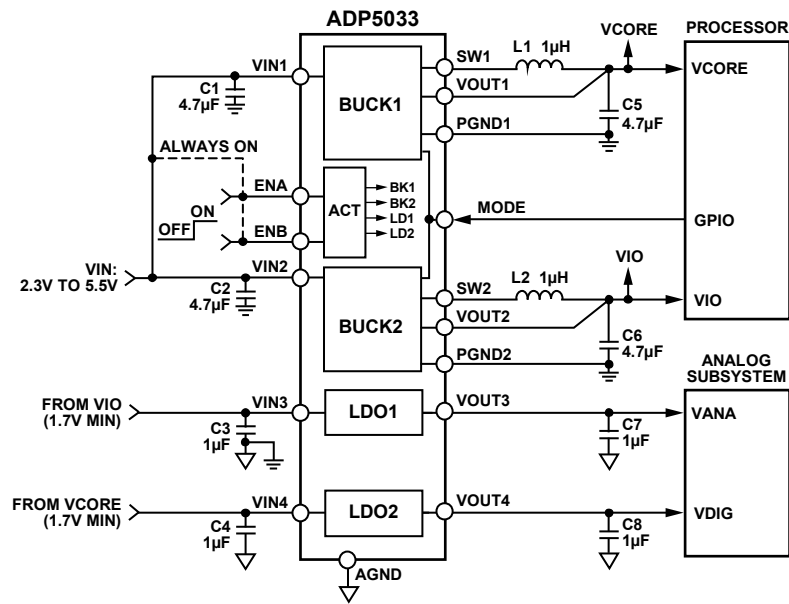 ADP5033
PROCESSOR
VCORE
VIN1
C1
4.7µF
BUCK1
SW1
L1 1µH
VOUT1
PGND1
C5
4.7µF
VCORE
ALWAYS ON
ENA
ENB
ON
OFF
ACT
BK1
BK2
LD1
LD2
MODE
GPIO
VIN:
2.3V TO 5.5V
VIN2
C2
4.7µF
BUCK2
SW2
L2 1µH
VIO
VOUT2
PGND2
C6
4.7µF
VIO
ANALOG
SUBSYSTEM
FROM VIO
(1.7V MIN)
VIN3
C3
1µF
LDO1
VOUT3
C7
1µF
VANA
FROM VCORE
(1.7V MIN)
VIN4
C4
1µF
LDO2
VOUT4
C8
1µF
VDIG
AGND